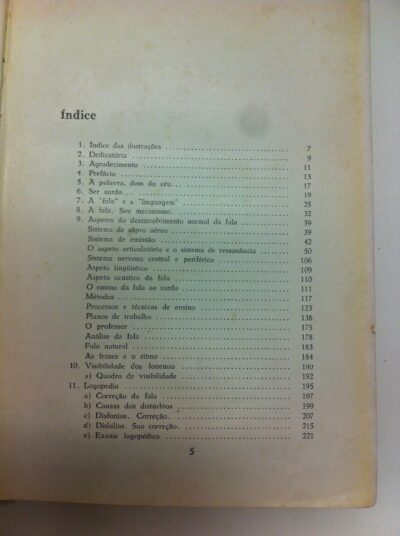 Índice
1. Índice das ilustrações 7
2. Dedicatória 9
3. Agradecimento 11
4. Prefácio 13
5. A palavra, dom do céu... 17
6. Ser surdo... 19
7. A "fala" e a "linguagem" 25
8. A fala. Seu mecanismo. 32
9. Aspetos do desenvolvimento normal da fala 39
Sistema de sôpro aéreo 39
Sistema de emissão 42
O aspeto articulatório e o sistema de ressonância 50
Sistema nervoso central e periférico 106
Aspeto lingüístico 109
Aspeto acústico da fala 110
O ensino da fala ao surdo 111
Métodos 117
Processos e técnicas de ensino 123
Planos de trabalho 138
O professor 175
Análise da fala 178
Fala natural 183
As frases e o ritmo 184
10. Visibilidade dos fonemas 190
a) Quadro de visibilidade 192
11. Logopedia 195
a) Correção da fala 197
b) Causas dos distúrbios 199
c) Disfonias. Correção. 207
d) Dislalias. Sua correção. 215
e) Exame logopédico 221
5